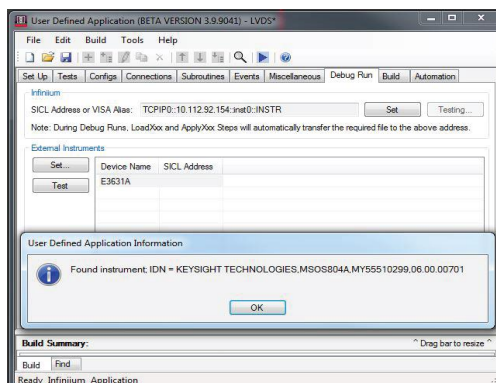 User Defined Application (BETA VERSION 3.9.9041) -- LVDS*
File Edit Build Tools Help
Set Up Tests Configs Connections Subroutines Events Miscellaneous Debug Run Build Automation
Infiniium
SICL Address or VISA Alias: TCPIP0::10.112.92.154::inst0::INSTR Set Testing...
Note: During Debug Runs, LoadXxx and ApplyXxx Steps will automatically transfer the required file to the above address.
External Instruments
Set... Device Name SICL Address
Test E3631A
User Defined Application Information
Found instrument; IDN = KEYSIGHT TECHNOLOGIES,MSOS804A,MY55510299,06.00.00701
OK
Build Summary: ^ Drag bar to resize ^
Build Find
Ready Infiniium Application